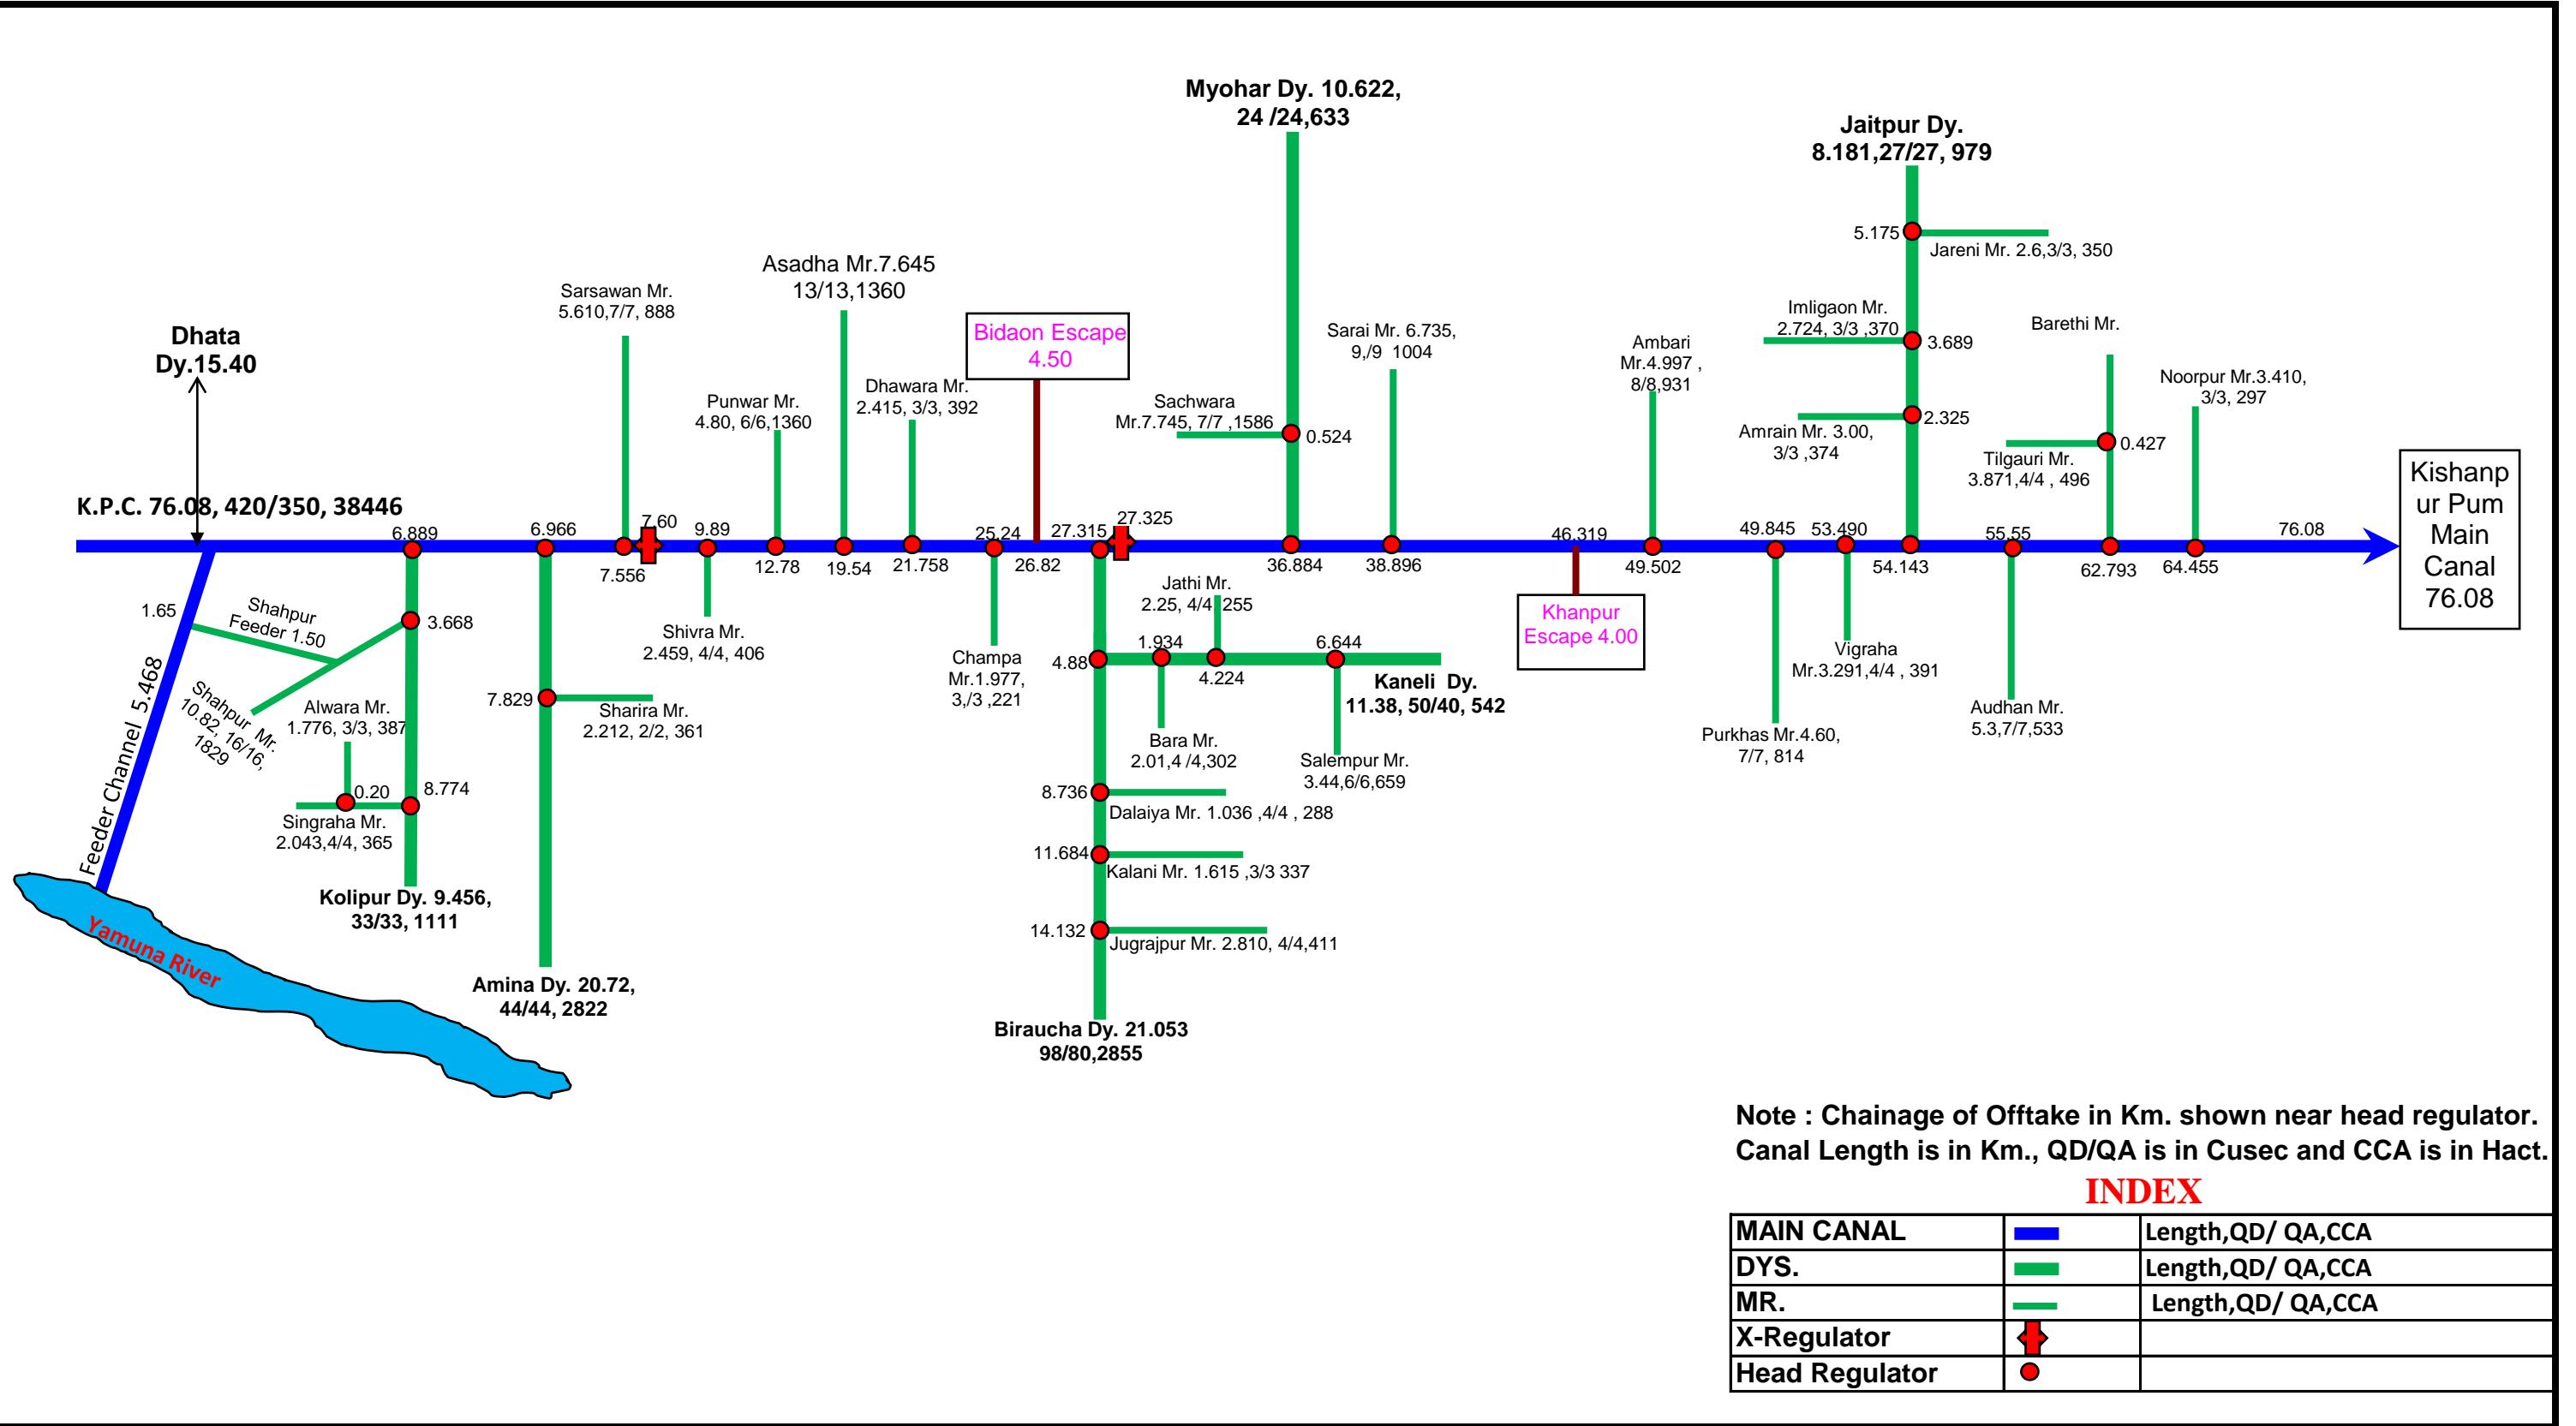 Myohar Dy. 10.622,
24 /24,633
Jaitpur Dy.
8.181,27/27, 979
5.175
Jareni Mr. 2.6,3/3, 350
Asadha Mr.7.645
13/13,1360
Sarsawan Mr.
5.610,7/7, 888
Imligaon Mr.
2.724, 3/3 ,370
3.689
Barethi Mr.
Dhata
Dy.15.40
Bidaon Escape
4.50
Sarai Mr. 6.735,
9,/9 1004
Ambari
Mr.4.997 ,
8/8,931
Dhawara Mr.
2.415, 3/3, 392
Punwar Mr.
4.80, 6/6,1360
Sachwara
Mr.7.745, 7/7 ,1586
0.524
Noorpur Mr.3.410,
3/3, 297
2.325
Amrain Mr. 3.00,
3/3 ,374
0.427
Tilgauri Mr.
3.871,4/4 , 496
Kishanp
ur Pum
Main
Canal
76.08
K.P.C. 76.08, 420/350, 38446
6.889
6.966
7.60
9.89
25.24
27.315
27.325
46.319
49.845
53.490
55.55
76.08
7.556
12.78
19.54
21.758
26.82
36.884
38.896
49.502
54.143
62.793
64.455
1.65
Shahpur
Feeder 1.50
3.668
Shivra Mr.
2.459, 4/4, 406
Champa
Mr.1.977,
3,/3 ,221
Jathi Mr.
2.25, 4/4, 255
1.934
6.644
4.88
4.224
Kaneli Dy.
11.38, 50/40, 542
Khanpur
Escape 4.00
Vigraha
Mr.3.291,4/4 , 391
Feeder Channel 5.468
Shahpur Mr.
10.82, 16/16,
1829
Alwara Mr.
1.776, 3/3, 387
7.829
Sharira Mr.
2.212, 2/2, 361
Bara Mr.
2.01,4 /4,302
Salempur Mr.
3.44,6/6,659
Purkhas Mr.4.60,
7/7, 814
Audhan Mr.
5.3,7/7,533
0.20
8.774
Singraha Mr.
2.043,4/4, 365
8.736
Dalaiya Mr. 1.036 ,4/4 , 288
11.684
Kalani Mr. 1.615 ,3/3 337
Kolipur Dy. 9.456,
33/33, 1111
14.132
Jugrajpur Mr. 2.810, 4/4,411
Yamuna River
Amina Dy. 20.72,
44/44, 2822
Biraucha Dy. 21.053
98/80,2855
Note : Chainage of Offtake in Km. shown near head regulator.
Canal Length is in Km., QD/QA is in Cusec and CCA is in Hact.
INDEX
MAIN CANAL Length,QD/ QA,CCA
DYS. Length,QD/ QA,CCA
MR. Length,QD/ QA,CCA
X-Regulator
Head Regulator